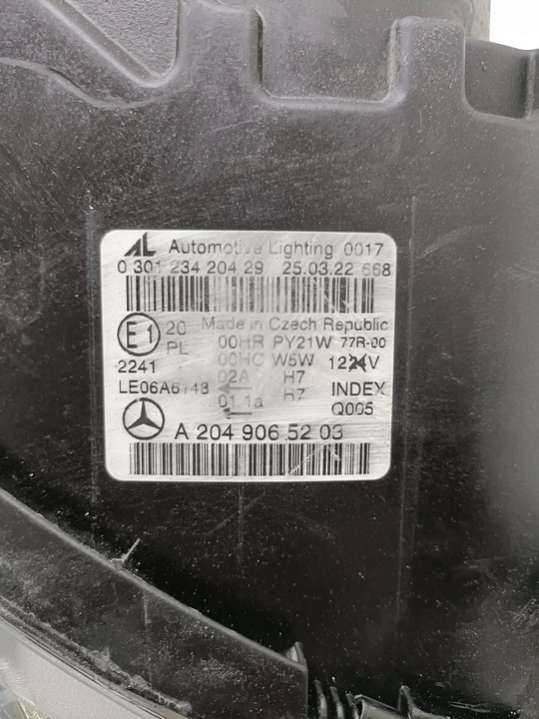 AL Automotive Lighting 0017
0 301 234 204 29 25.03.22 668
E1 20 Made in Czech Republic
PL 00HR PY21W 77R-00
2241 00HC W5W 12 V
02A H7
01 1a H7 INDEX
Q005
A 204 906 52 03